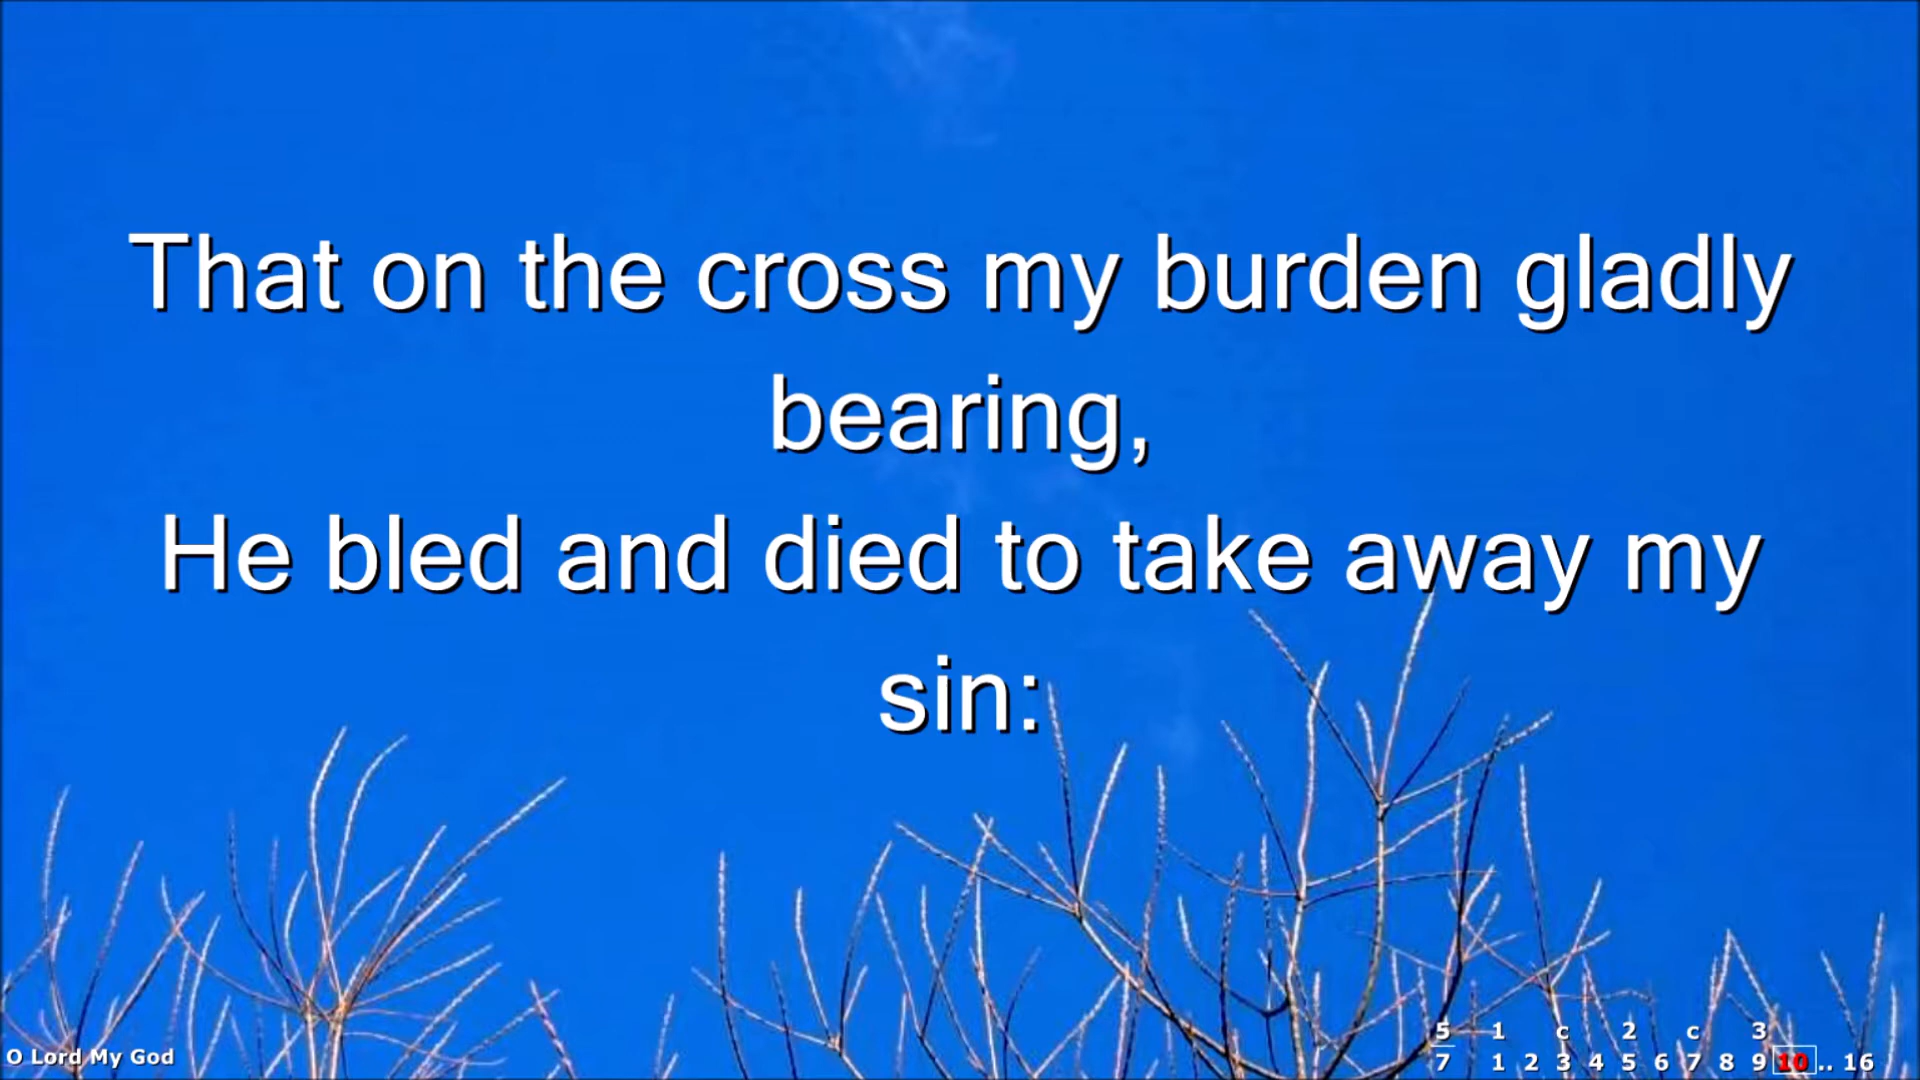 That on the cross my burden gladly
bearing,
He bled and died to take away my
sin:
O Lord My God
5 1 c 2 c 3
7 1 2 3 4 5 6 7 8 9 10 .. 16